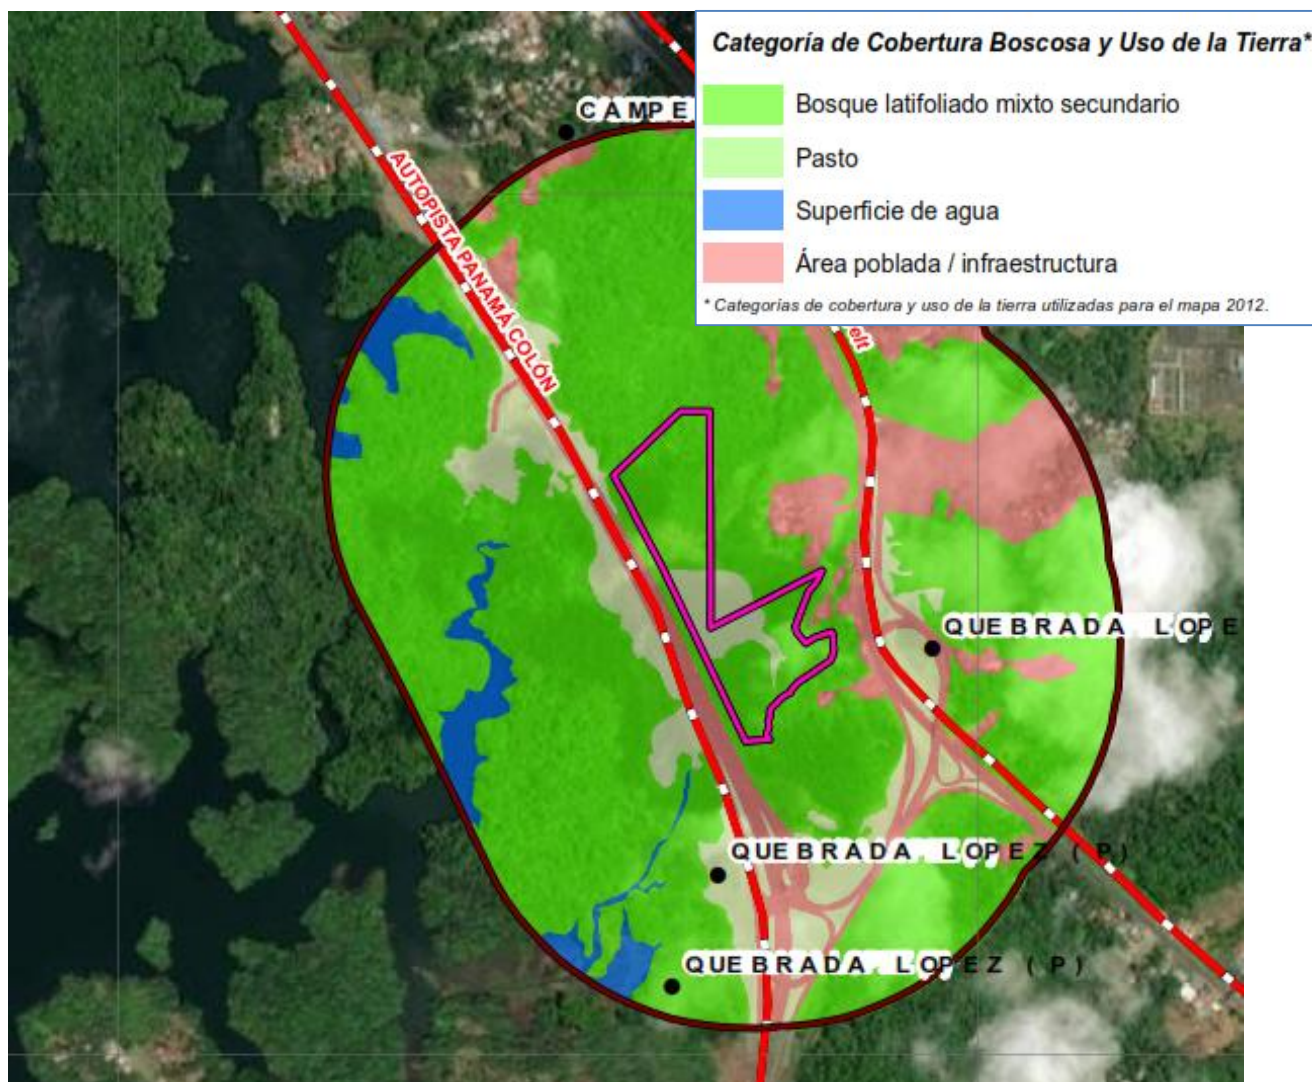 Categoría de Cobertura Boscosa y Uso de la Tierra*
Bosque latifoliado mixto secundario
Pasto
Superficie de agua
Área poblada / infraestructura
* Categorías de cobertura y uso de la tierra utilizadas para el mapa 2012.
CAMPE
AUTOPISTA PANAMÁ COLÓN
elt
QUEBRADA LOPE
QUEBRADA LOPEZ (P)
QUEBRADA LOPEZ (P)